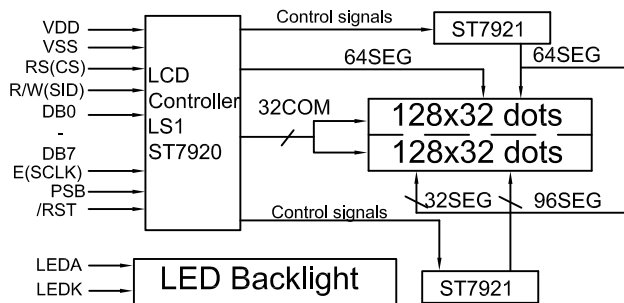 VDD
VSS
RS(CS)
R/W(SID)
DB0
-
DB7
E(SCLK)
PSB
/RST
LCD
Controller
LS1
ST7920
Control signals
ST7921
64SEG
64SEG
32COM
128x32 dots
128x32 dots
32SEG
96SEG
Control signals
ST7921
LEDA
LEDK
LED Backlight